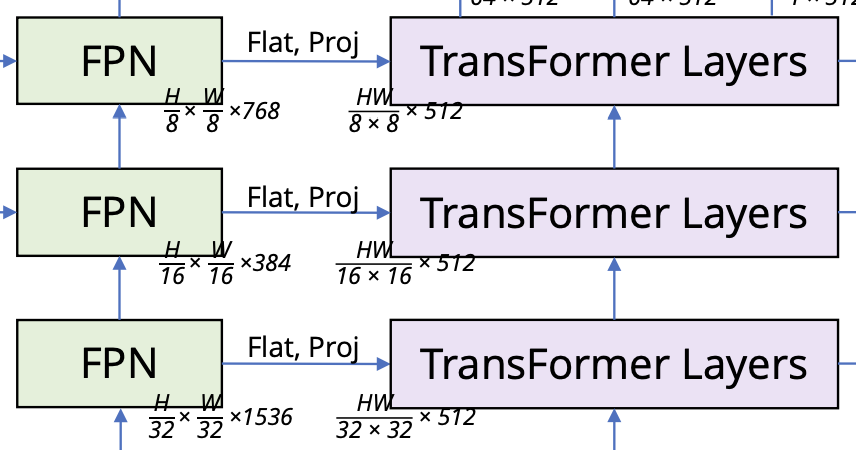 FPN
Flat, Proj
TransFormer Layers
H/8 × W/8 ×768
HW/8 × 8 × 512
FPN
Flat, Proj
TransFormer Layers
H/16 × W/16 ×384
HW/16 × 16 × 512
FPN
Flat, Proj
TransFormer Layers
H/32 × W/32 ×1536
HW/32 × 32 × 512